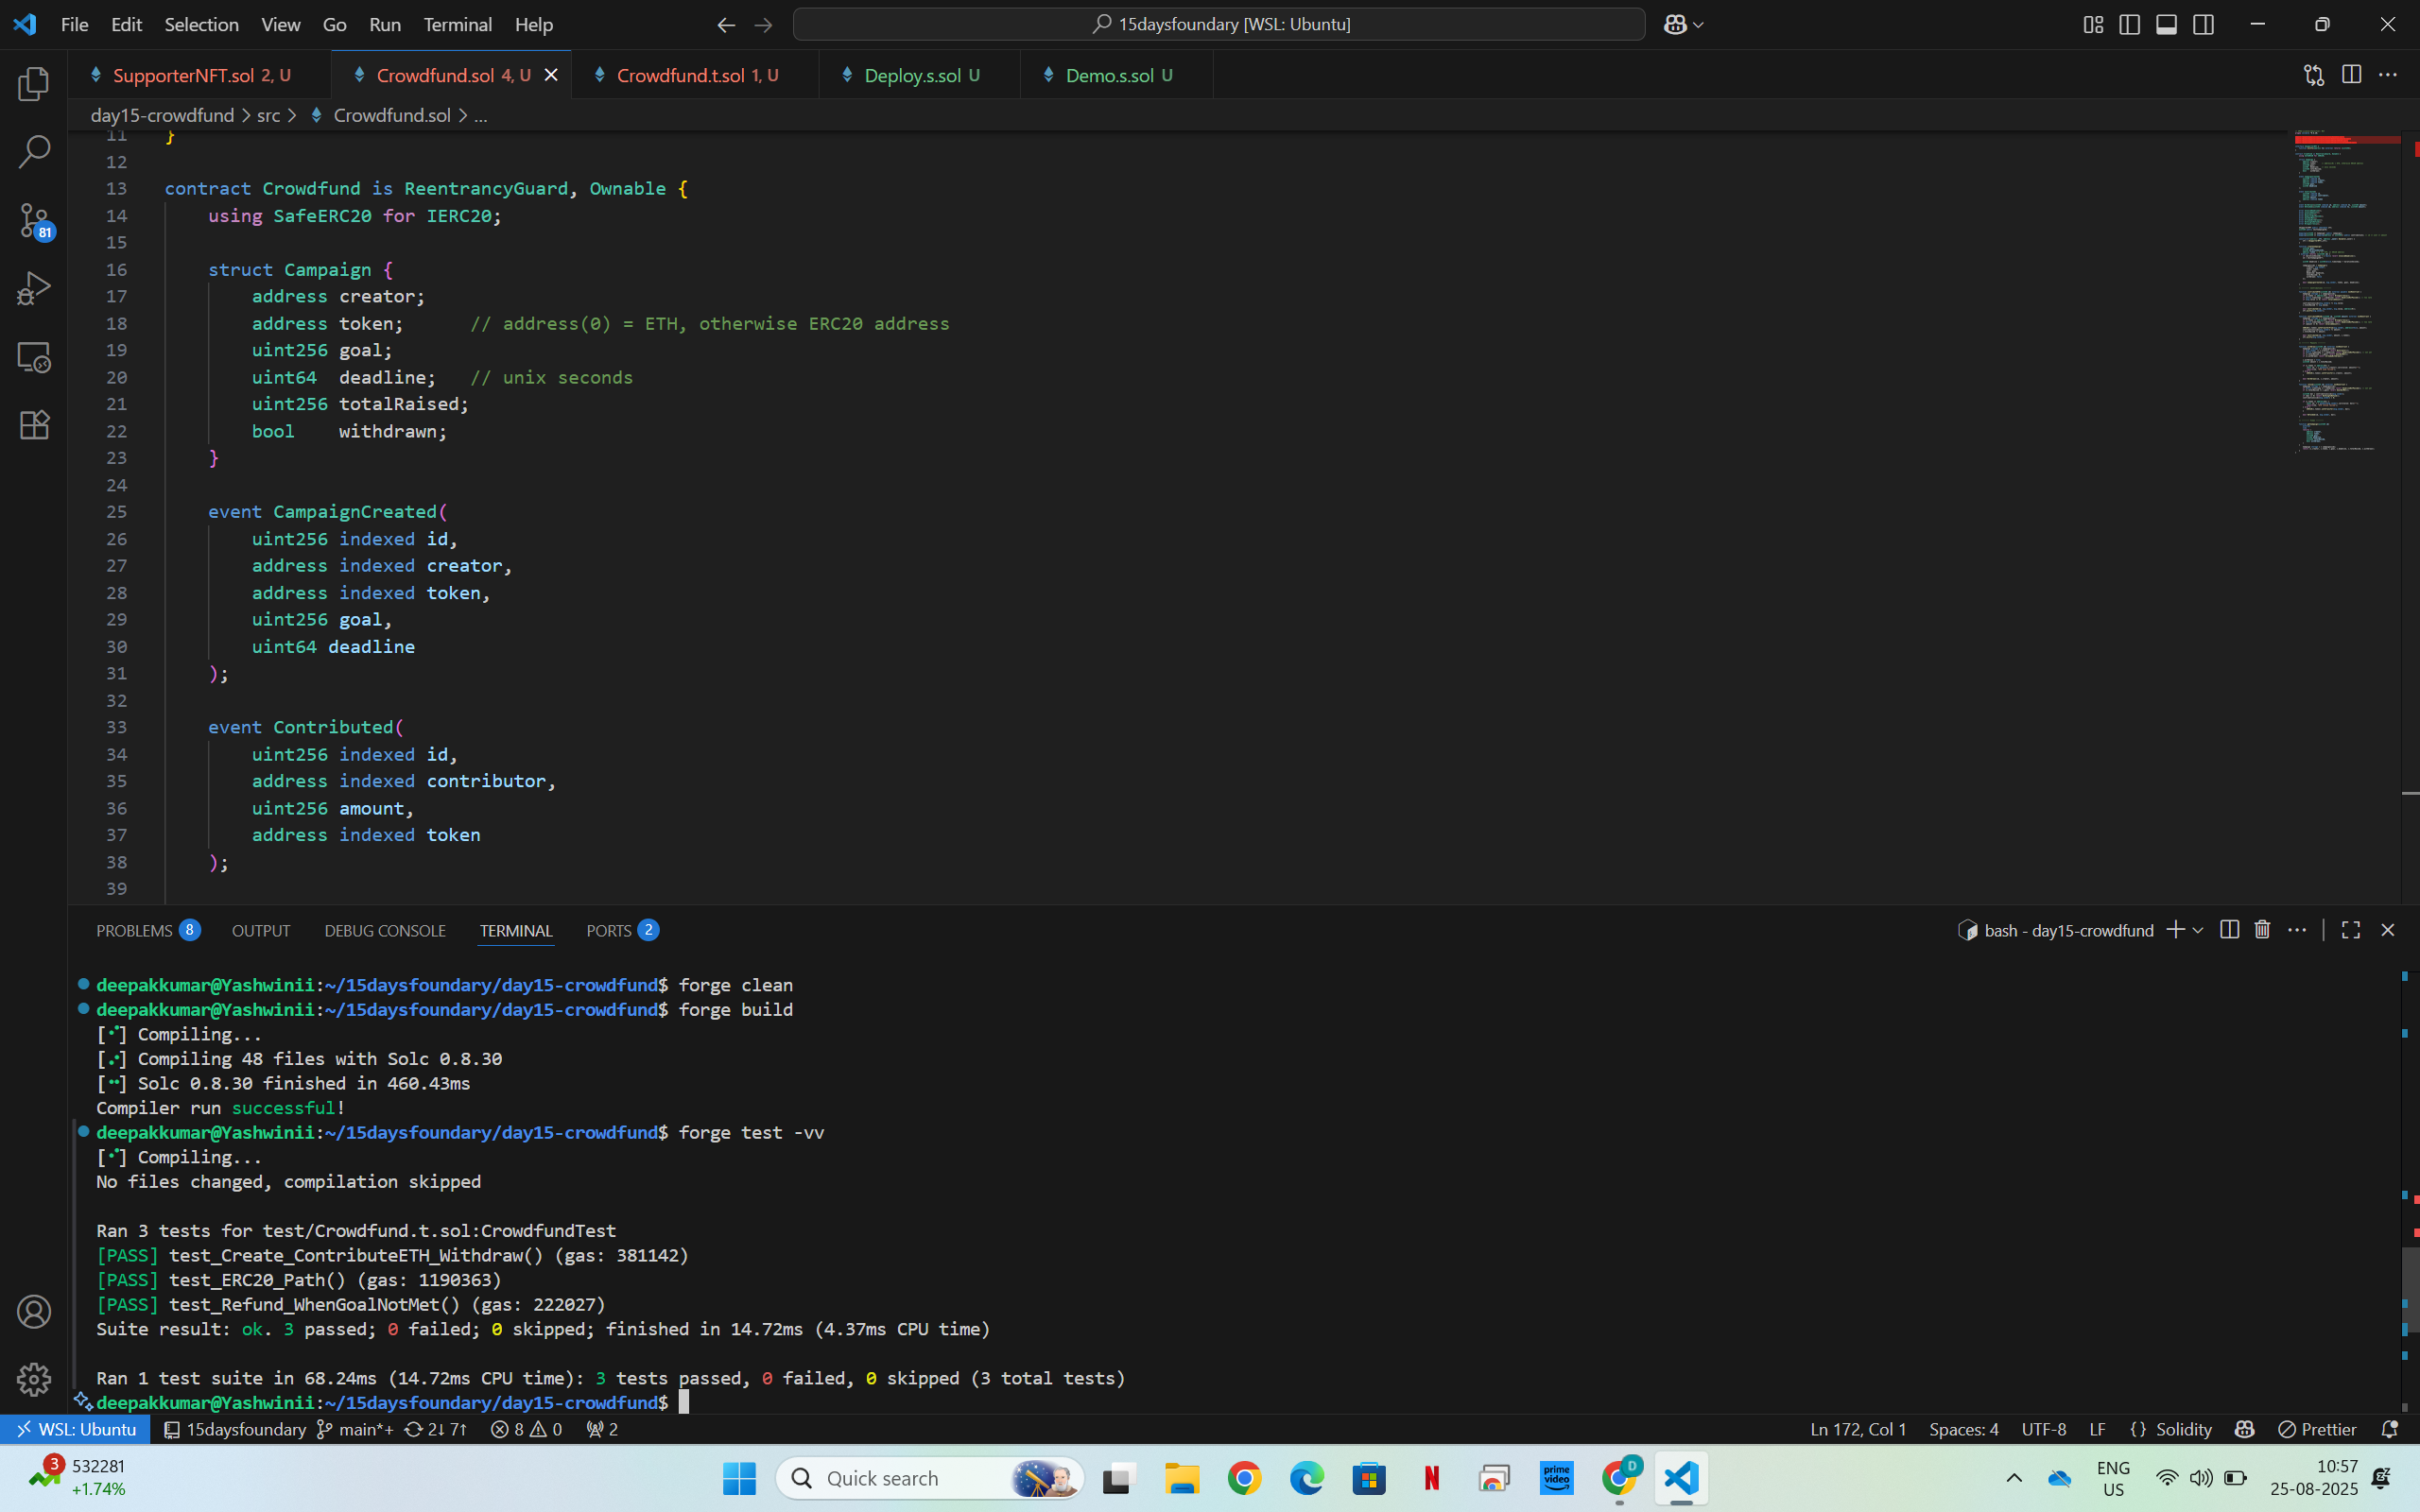 File Edit Selection View Go Run Terminal Help
15daysfoundary [WSL: Ubuntu]
SupporterNFT.sol 2, U
Crowdfund.sol 4, U
Crowdfund.t.sol 1, U
Deploy.s.sol U
Demo.s.sol U
day15-crowdfund > src > Crowdfund.sol > ...
11 }
12
13 contract Crowdfund is ReentrancyGuard, Ownable {
14 using SafeERC20 for IERC20;
15
16 struct Campaign {
17 address creator;
18 address token; // address(0) = ETH, otherwise ERC20 address
19 uint256 goal;
20 uint64 deadline; // unix seconds
21 uint256 totalRaised;
22 bool withdrawn;
23 }
24
25 event CampaignCreated(
26 uint256 indexed id,
27 address indexed creator,
28 address indexed token,
29 uint256 goal,
30 uint64 deadline
31 );
32
33 event Contributed(
34 uint256 indexed id,
35 address indexed contributor,
36 uint256 amount,
37 address indexed token
38 );
39
81
PROBLEMS 8 OUTPUT DEBUG CONSOLE TERMINAL PORTS 2
bash - day15-crowdfund
deepakkumar@Yashwinii:~/15daysfoundary/day15-crowdfund$ forge clean
deepakkumar@Yashwinii:~/15daysfoundary/day15-crowdfund$ forge build
[⠊] Compiling...
[⠔] Compiling 48 files with Solc 0.8.30
[⠒] Solc 0.8.30 finished in 460.43ms
Compiler run successful!
deepakkumar@Yashwinii:~/15daysfoundary/day15-crowdfund$ forge test -vv
[⠊] Compiling...
No files changed, compilation skipped
Ran 3 tests for test/Crowdfund.t.sol:CrowdfundTest
[PASS] test_Create_ContributeETH_Withdraw() (gas: 381142)
[PASS] test_ERC20_Path() (gas: 1190363)
[PASS] test_Refund_WhenGoalNotMet() (gas: 222027)
Suite result: ok. 3 passed; 0 failed; 0 skipped; finished in 14.72ms (4.37ms CPU time)
Ran 1 test suite in 68.24ms (14.72ms CPU time): 3 tests passed, 0 failed, 0 skipped (3 total tests)
deepakkumar@Yashwinii:~/15daysfoundary/day15-crowdfund$
WSL: Ubuntu 15daysfoundary main*+ 2↓ 7↑ 8 0 2
Ln 172, Col 1 Spaces: 4 UTF-8 LF {} Solidity Prettier
3
532281
+1.74%
Quick search
prime video
D
ENG
US
10:57
25-08-2025